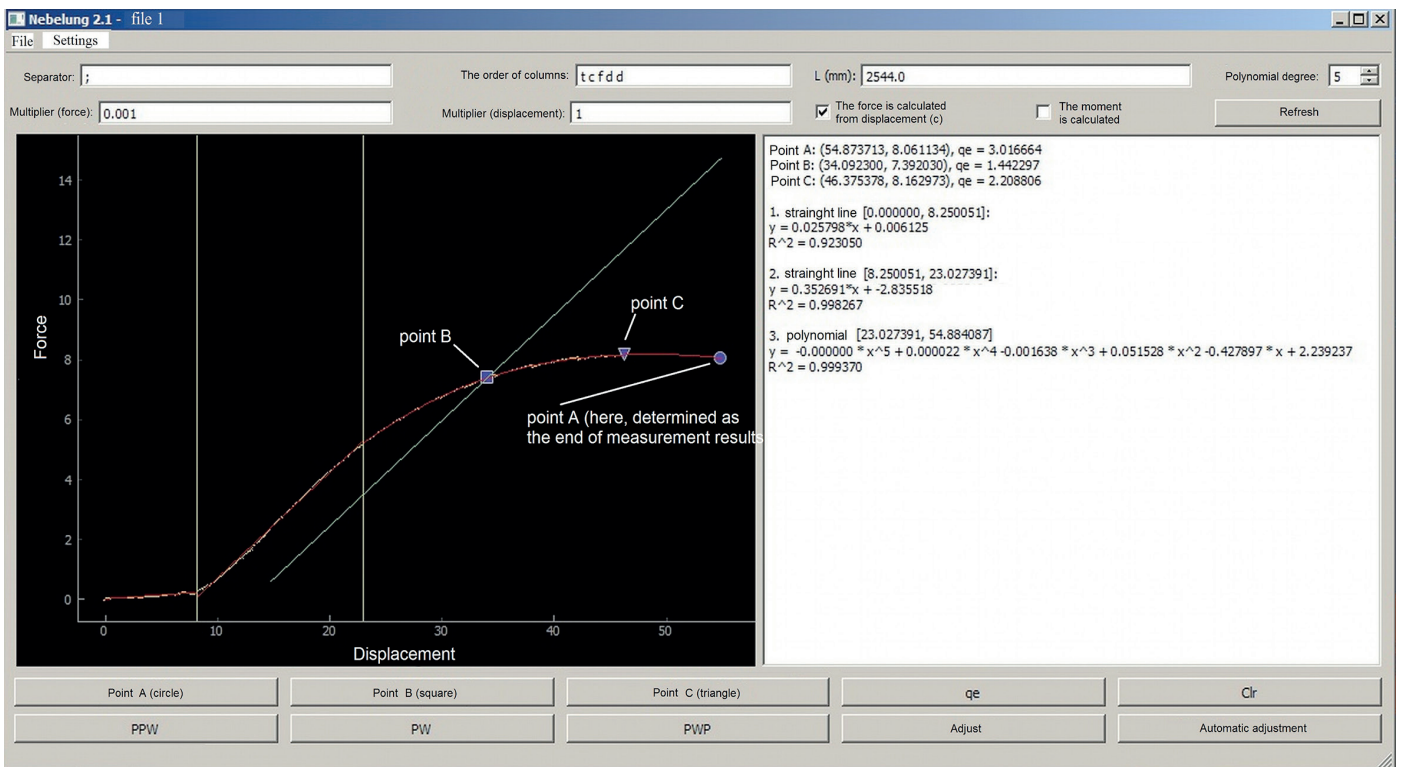 Nebelung 2.1 - file 1
File Settings
Separator: ;
The order of columns: t c f d d
L (mm): 2544.0
Polynomial degree: 5
Multiplier (force): 0.001
Multiplier (displacement): 1
The force is calculated
from displacement (c)
The moment
is calculated
Refresh
14
12
10
8
6
4
2
0
Force
point B
point C
point A (here, determined as
the end of measurement results
0 10 20 30 40 50
Displacement
Point A: (54.873713, 8.061134), qe = 3.016664
Point B: (34.092300, 7.392030), qe = 1.442297
Point C: (46.375378, 8.162973), qe = 2.208806
1. strainght line [0.000000, 8.250051]:
y = 0.025798*x + 0.006125
R^2 = 0.923050
2. strainght line [8.250051, 23.027391]:
y = 0.352691*x + -2.835518
R^2 = 0.998267
3. polynomial [23.027391, 54.884087]
y = -0.000000 * x^5 + 0.000022 * x^4 -0.001638 * x^3 + 0.051528 * x^2 -0.427897 * x + 2.239237
R^2 = 0.999370
Point A (circle)
Point B (square)
Point C (triangle)
qe
Clr
PPW
PW
PWP
Adjust
Automatic adjustment